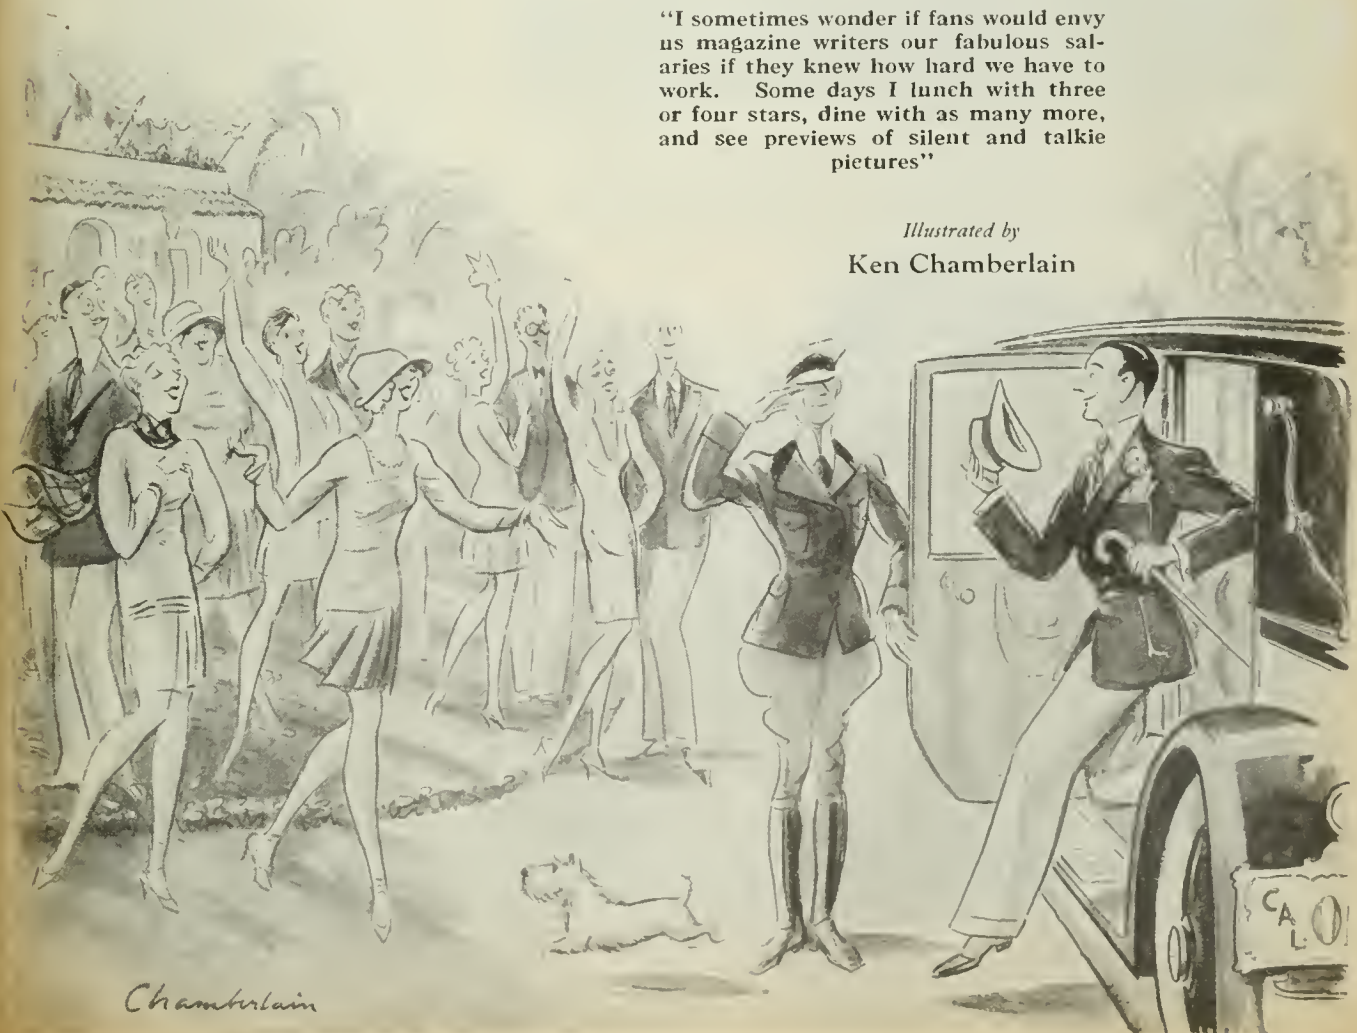 "I sometimes wonder if fans would envy
us magazine writers our fabulous sal-
aries if they knew how hard we have to
work. Some days I lunch with three
or four stars, dine with as many more,
and see previews of silent and talkie
pictures"
Illustrated by
Ken Chamberlain
CAL 0
Chamberlain